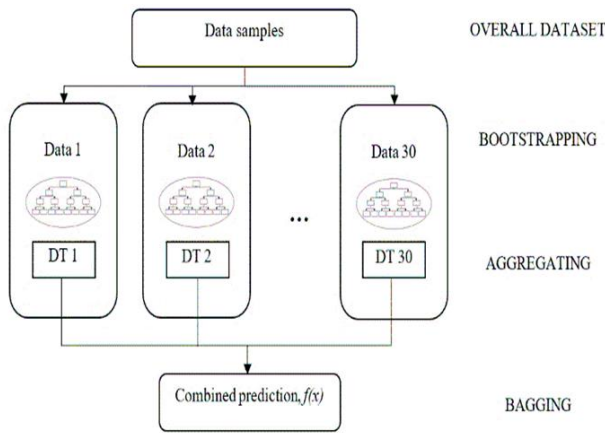 Data samples
OVERALL DATASET
Data 1
Data 2
Data 30
BOOTSTRAPPING
...
DT 1
DT 2
DT 30
AGGREGATING
Combined prediction, f(x)
BAGGING